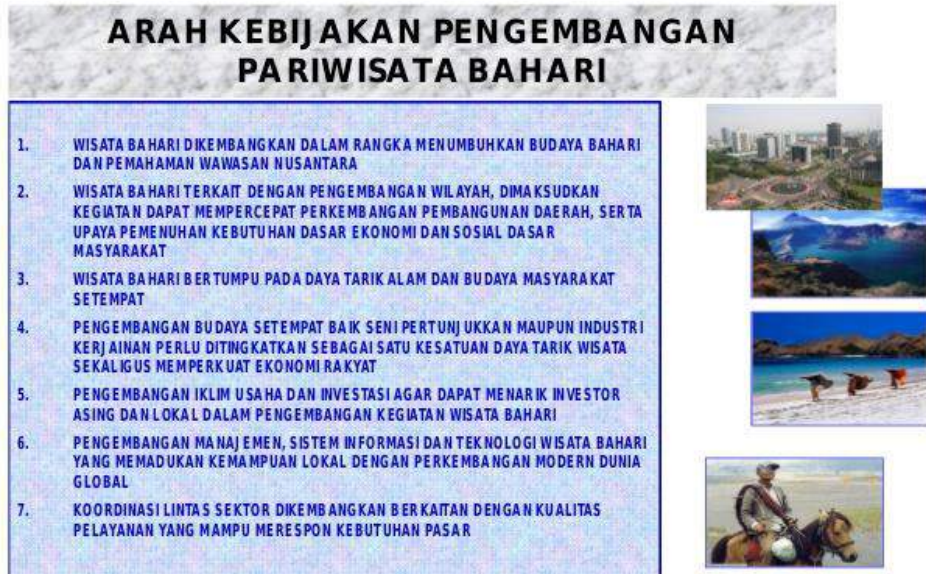 ARAH KEBIJAKAN PENGEMBANGAN
PARIWISATA BAHARI
1. WISATA BAHARI DIKEMBANGKAN DALAM RANGKA MENUMBUHKAN BUDAYA BAHARI
DAN PEMAHAMAN WAWASAN NUSANTARA
2. WISATA BAHARI TERKAIT DENGAN PENGEMBANGAN WILAYAH, DIMAKSUDKAN
KEGIATAN DAPAT MEMPERCEPAT PERKEMBANGAN PEMBANGUNAN DAERAH, SERTA
UPAYA PEMENUHAN KEBUTUHAN DASAR EKONOMI DAN SOSIAL DASAR
MASYARAKAT
3. WISATA BAHARI BERTUMPU PADA DAYA TARIK ALAM DAN BUDAYA MASYARAKAT
SETEMPAT
4. PENGEMBANGAN BUDAYA SETEMPAT BAIK SENI PERTUNJUKKAN MAUPUN INDUSTRI
KERJAINAN PERLU DITINGKATKAN SEBAGAI SATU KESATUAN DAYA TARIK WISATA
SEKALIGUS MEMPERKUAT EKONOMI RAKYAT
5. PENGEMBANGAN IKLIM USAHA DAN INVESTASI AGAR DAPAT MENARIK INVESTOR
ASING DAN LOKAL DALAM PENGEMBANGAN KEGIATAN WISATA BAHARI
6. PENGEMBANGAN MANAJEMEN, SISTEM INFORMASI DAN TEKNOLOGI WISATA BAHARI
YANG MEMADUKAN KEMAMPUAN LOKAL DENGAN PERKEMBANGAN MODERN DUNIA
GLOBAL
7. KOORDINASI LINTAS SEKTOR DIKEMBANGKAN BERKAITAN DENGAN KUALITAS
PELAYANAN YANG MAMPU MERESPON KEBUTUHAN PASAR